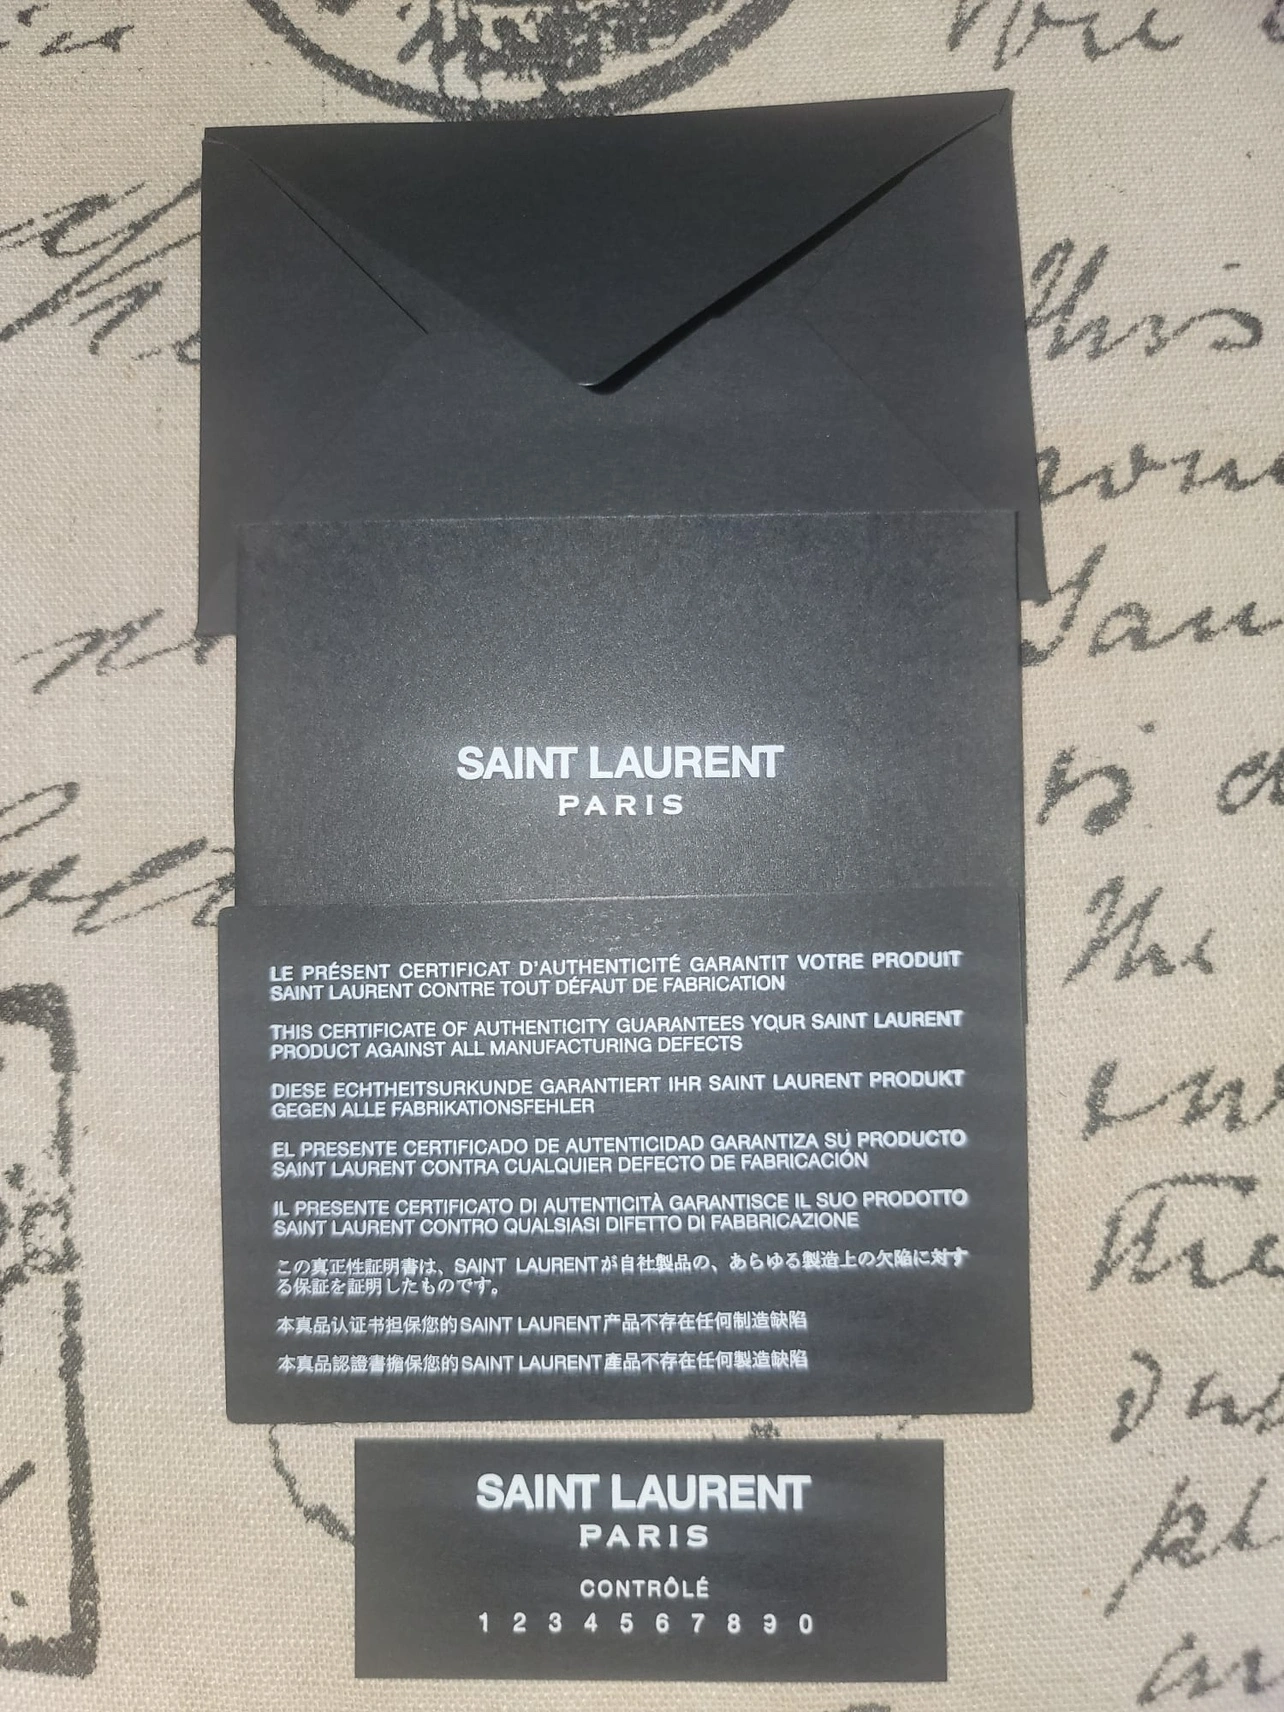 SAINT LAURENT
PARIS
LE PRÉSENT CERTIFICAT D'AUTHENTICITÉ GARANTIT VOTRE PRODUIT
SAINT LAURENT CONTRE TOUT DÉFAUT DE FABRICATION
THIS CERTIFICATE OF AUTHENTICITY GUARANTEES YOUR SAINT LAURENT
PRODUCT AGAINST ALL MANUFACTURING DEFECTS
DIESE ECHTHEITSURKUNDE GARANTIERT IHR SAINT LAURENT PRODUKT
GEGEN ALLE FABRIKATIONSFEHLER
EL PRESENTE CERTIFICADO DE AUTENTICIDAD GARANTIZA SU PRODUCTO
SAINT LAURENT CONTRA CUALQUIER DEFECTO DE FABRICACIÓN
IL PRESENTE CERTIFICATO DI AUTENTICITÀ GARANTISCE IL SUO PRODOTTO
SAINT LAURENT CONTRO QUALSIASI DIFETTO DI FABBRICAZIONE
この真正性証明書は、SAINT LAURENTが自社製品の、あらゆる製造上の欠陥に対す
る保証を証明したものです。
本真品认证书担保您的SAINT LAURENT产品不存在任何制造缺陷
本真品認證書擔保您的SAINT LAURENT產品不存在任何製造缺陷
SAINT LAURENT
PARIS
CONTRÔLÉ
1 2 3 4 5 6 7 8 9 0
This
is
the